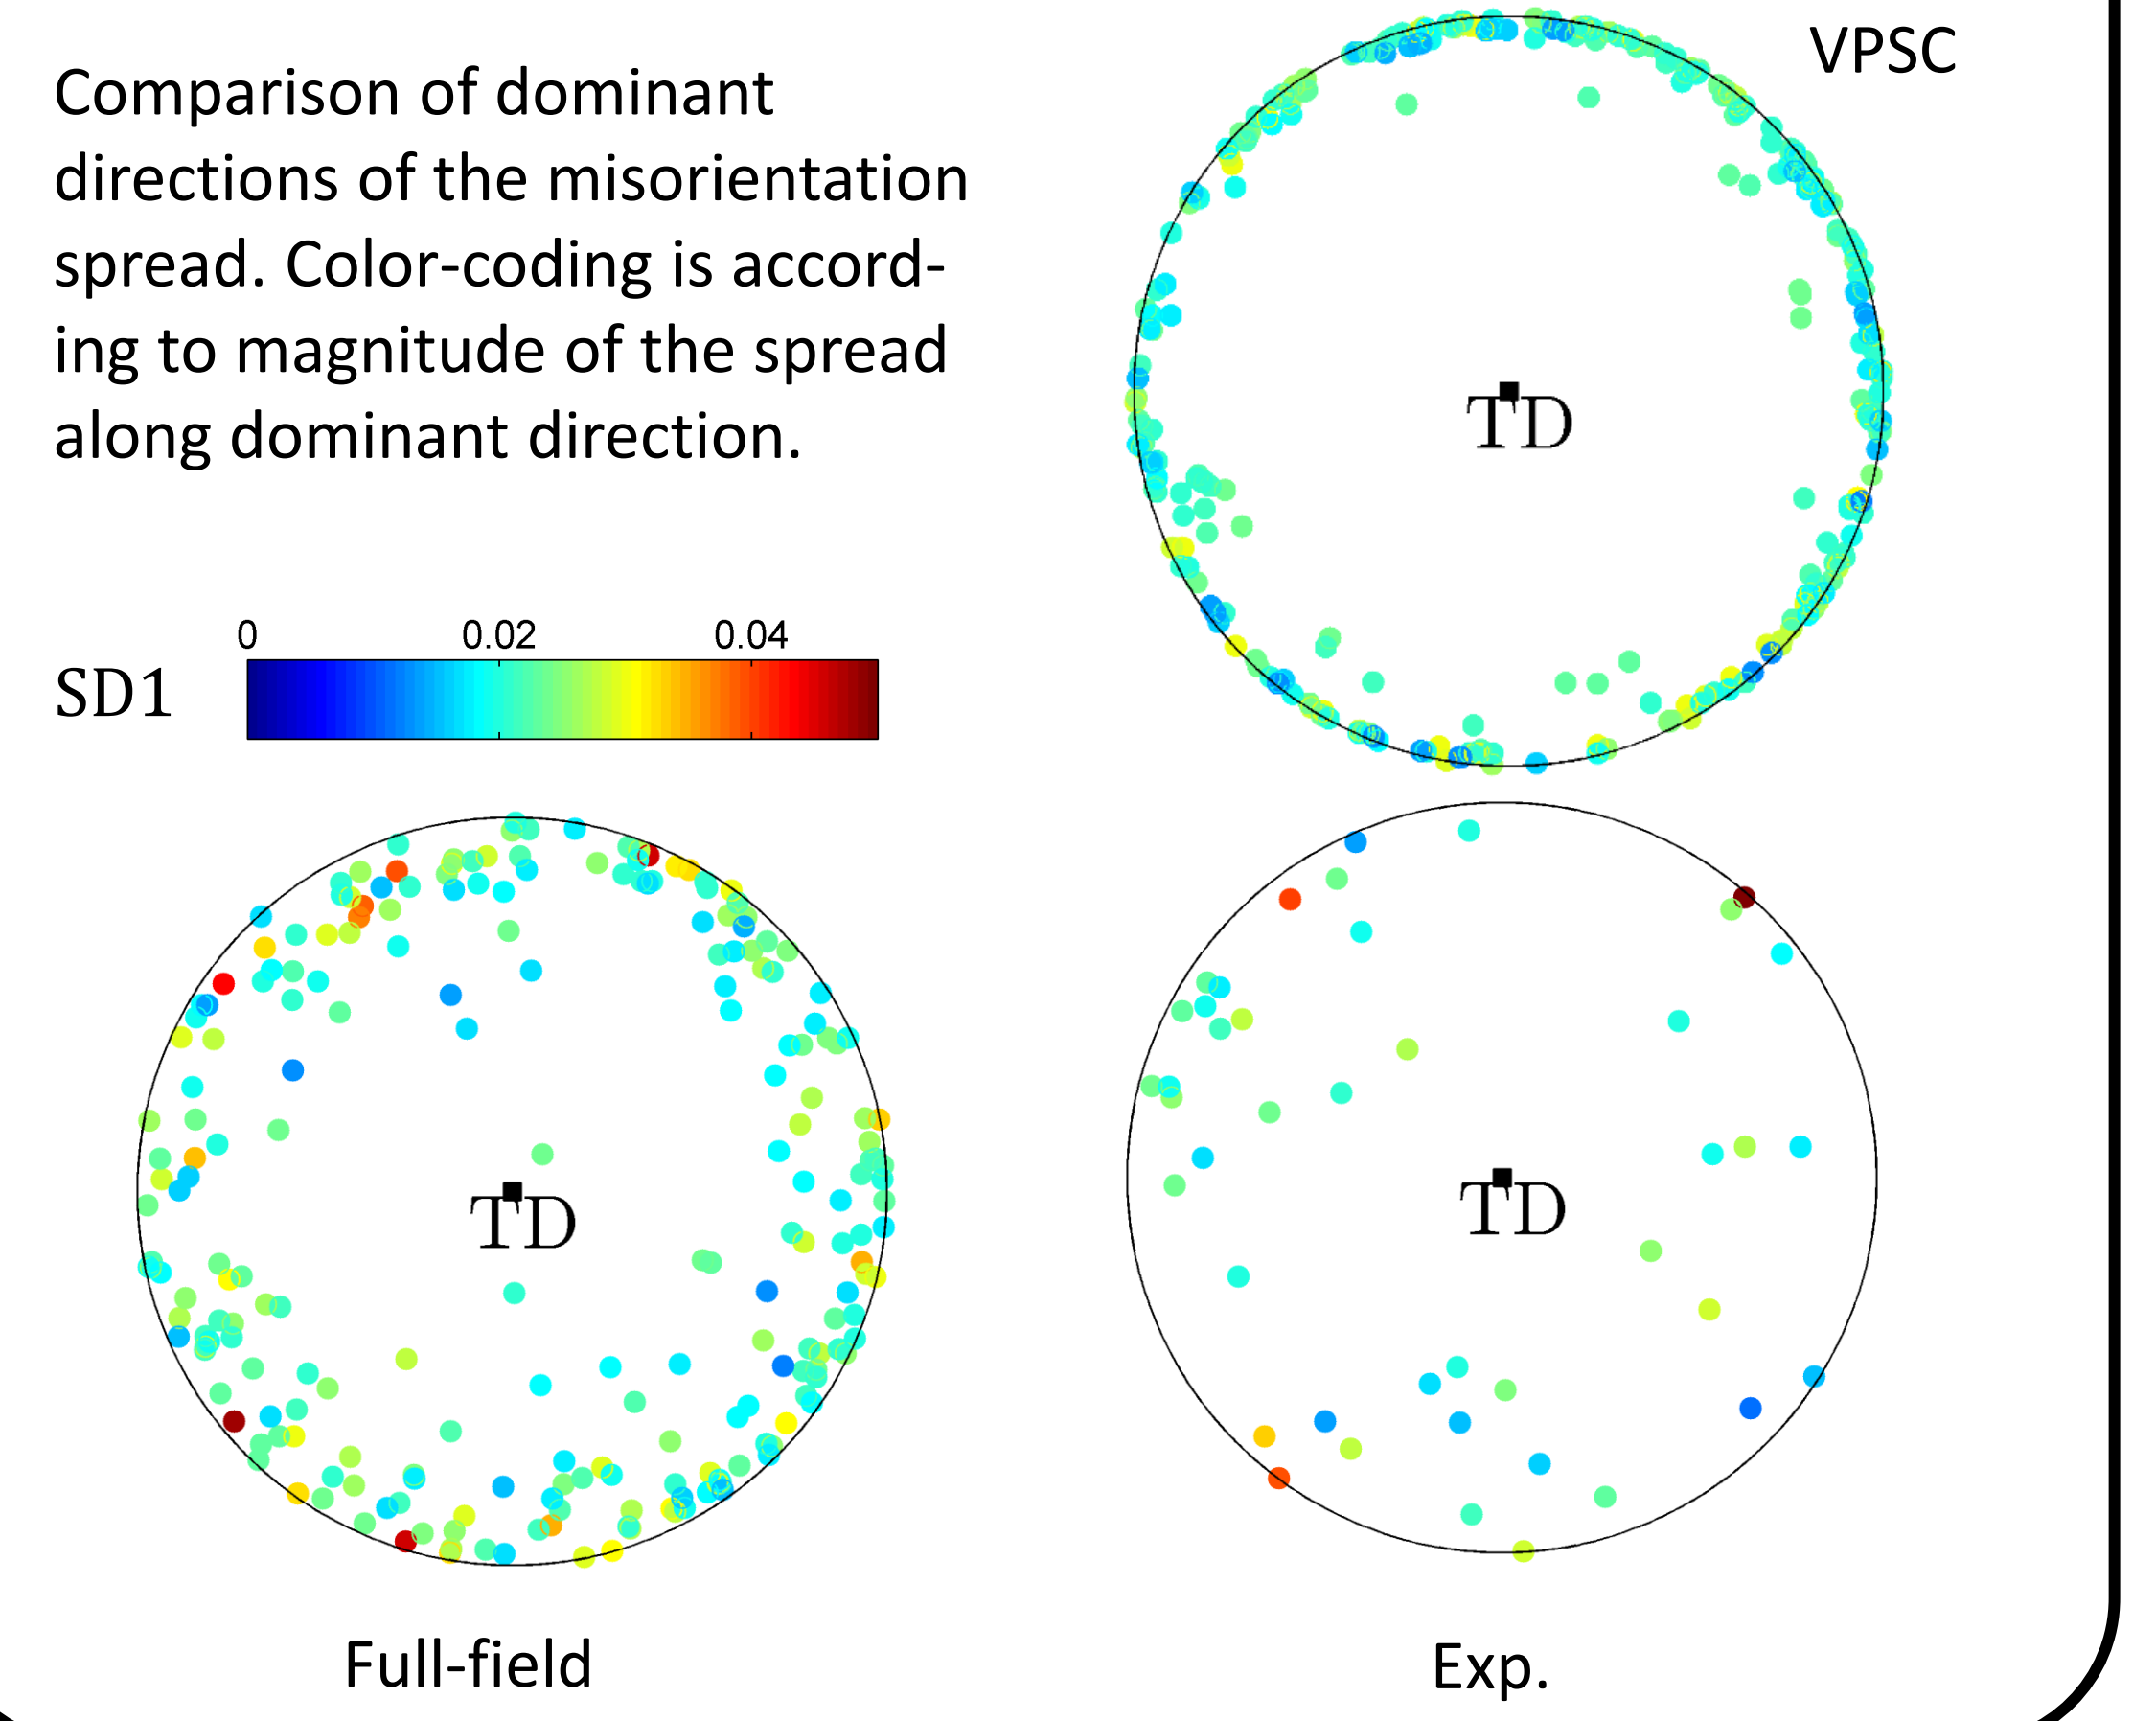 Comparison of dominant
directions of the misorientation
spread. Color-coding is accord-
ing to magnitude of the spread
along dominant direction.
VPSC
TD
0 0.02 0.04
SD1
TD
TD
Full-field
Exp.